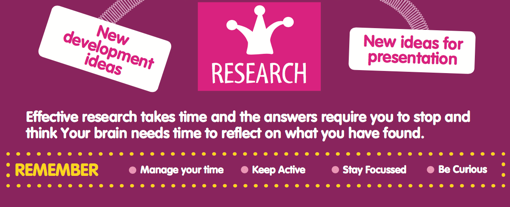 New
development
ideas
RESEARCH
New ideas for
presentation
Effective research takes time and the answers require you to stop and
think Your brain needs time to reflect on what you have found.
REMEMBER Manage your time Keep Active Stay Focussed Be Curious